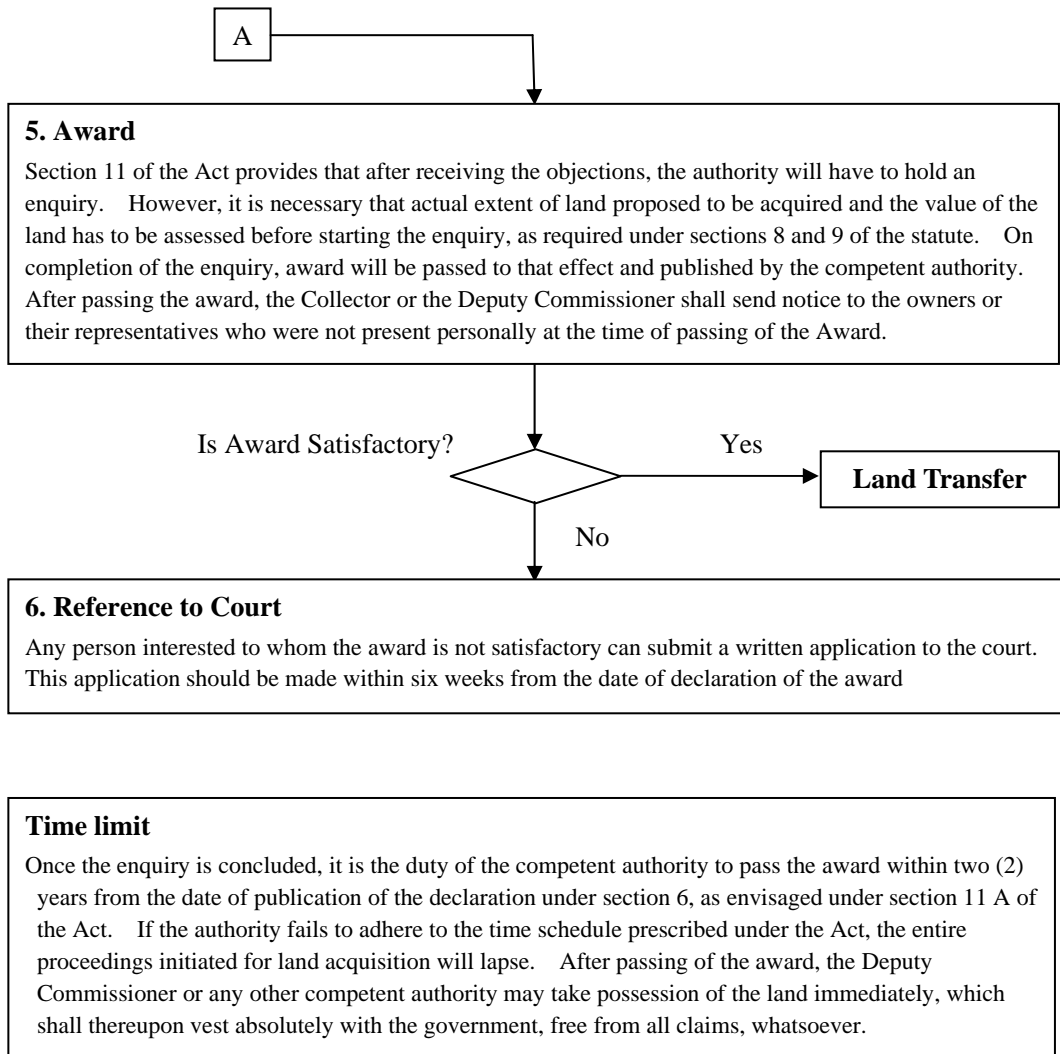 A
5. Award
Section 11 of the Act provides that after receiving the objections, the authority will have to hold an
enquiry. However, it is necessary that actual extent of land proposed to be acquired and the value of the
land has to be assessed before starting the enquiry, as required under sections 8 and 9 of the statute. On
completion of the enquiry, award will be passed to that effect and published by the competent authority.
After passing the award, the Collector or the Deputy Commissioner shall send notice to the owners or
their representatives who were not present personally at the time of passing of the Award.
Is Award Satisfactory?
Yes
Land Transfer
No
6. Reference to Court
Any person interested to whom the award is not satisfactory can submit a written application to the court.
This application should be made within six weeks from the date of declaration of the award
Time limit
Once the enquiry is concluded, it is the duty of the competent authority to pass the award within two (2)
years from the date of publication of the declaration under section 6, as envisaged under section 11 A of
the Act. If the authority fails to adhere to the time schedule prescribed under the Act, the entire
proceedings initiated for land acquisition will lapse. After passing of the award, the Deputy
Commissioner or any other competent authority may take possession of the land immediately, which
shall thereupon vest absolutely with the government, free from all claims, whatsoever.